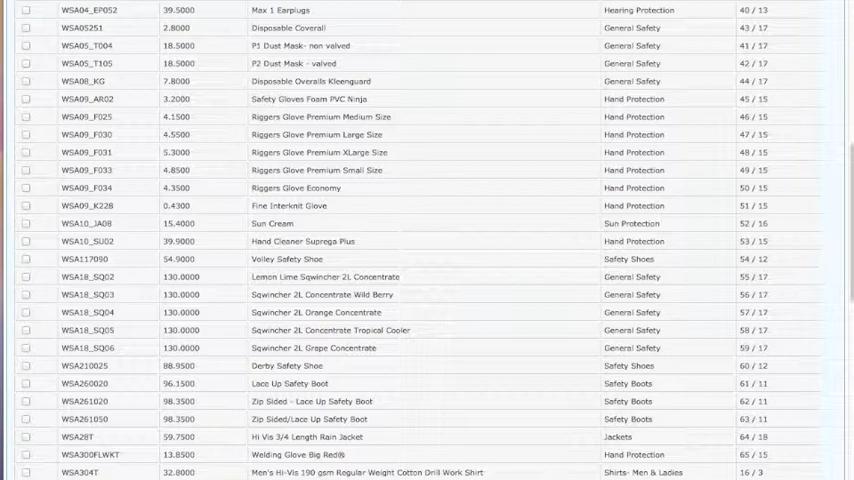 WSA04_EP052 39.5000 Max 1 Earplugs Hearing Protection 40 / 13
WSA05251 2.8000 Disposable Coverall General Safety 43 / 17
WSA05_T004 18.5000 P1 Dust Mask- non valved General Safety 41 / 17
WSA05_T105 18.5000 P2 Dust Mask - valved General Safety 42 / 17
WSA08_KG 7.8000 Disposable Overalls Kleenguard General Safety 44 / 17
WSA09_AR02 3.2000 Safety Gloves Foam PVC Ninja Hand Protection 45 / 15
WSA09_F025 4.1500 Riggers Glove Premium Medium Size Hand Protection 46 / 15
WSA09_F030 4.5500 Riggers Glove Premium Large Size Hand Protection 47 / 15
WSA09_F031 5.3000 Riggers Glove Premium XLarge Size Hand Protection 48 / 15
WSA09_F033 4.8500 Riggers Glove Premium Small Size Hand Protection 49 / 15
WSA09_F034 4.3500 Riggers Glove Economy Hand Protection 50 / 15
WSA09_K228 0.4300 Fine Interknit Glove Hand Protection 51 / 15
WSA10_JA08 15.4000 Sun Cream Sun Protection 52 / 16
WSA10_SU02 39.9000 Hand Cleaner Suprega Plus Hand Protection 53 / 15
WSA117090 54.9000 Volley Safety Shoe Safety Shoes 54 / 12
WSA18_SQ02 130.0000 Lemon Lime Sqwincher 2L Concentrate General Safety 55 / 17
WSA18_SQ03 130.0000 Sqwincher 2L Concentrate Wild Berry General Safety 56 / 17
WSA18_SQ04 130.0000 Sqwincher 2L Orange Concentrate General Safety 57 / 17
WSA18_SQ05 130.0000 Sqwincher 2L Concentrate Tropical Cooler General Safety 58 / 17
WSA18_SQ06 130.0000 Sqwincher 2L Grape Concentrate General Safety 59 / 17
WSA210025 88.9500 Derby Safety Shoe Safety Shoes 60 / 12
WSA260020 96.1500 Lace Up Safety Boot Safety Boots 61 / 11
WSA261020 98.3500 Zip Sided - Lace Up Safety Boot Safety Boots 62 / 11
WSA261050 98.3500 Zip Sided/Lace Up Safety Boot Safety Boots 63 / 11
WSA28T 59.7500 Hi Vis 3/4 Length Rain Jacket Jackets 64 / 18
WSA300FLWKT 13.8500 Welding Glove Big Red® Hand Protection 65 / 15
WSA304T 32.8000 Men's Hi-Vis 190 gsm Regular Weight Cotton Drill Work Shirt Shirts- Men & Ladies 16 / 3